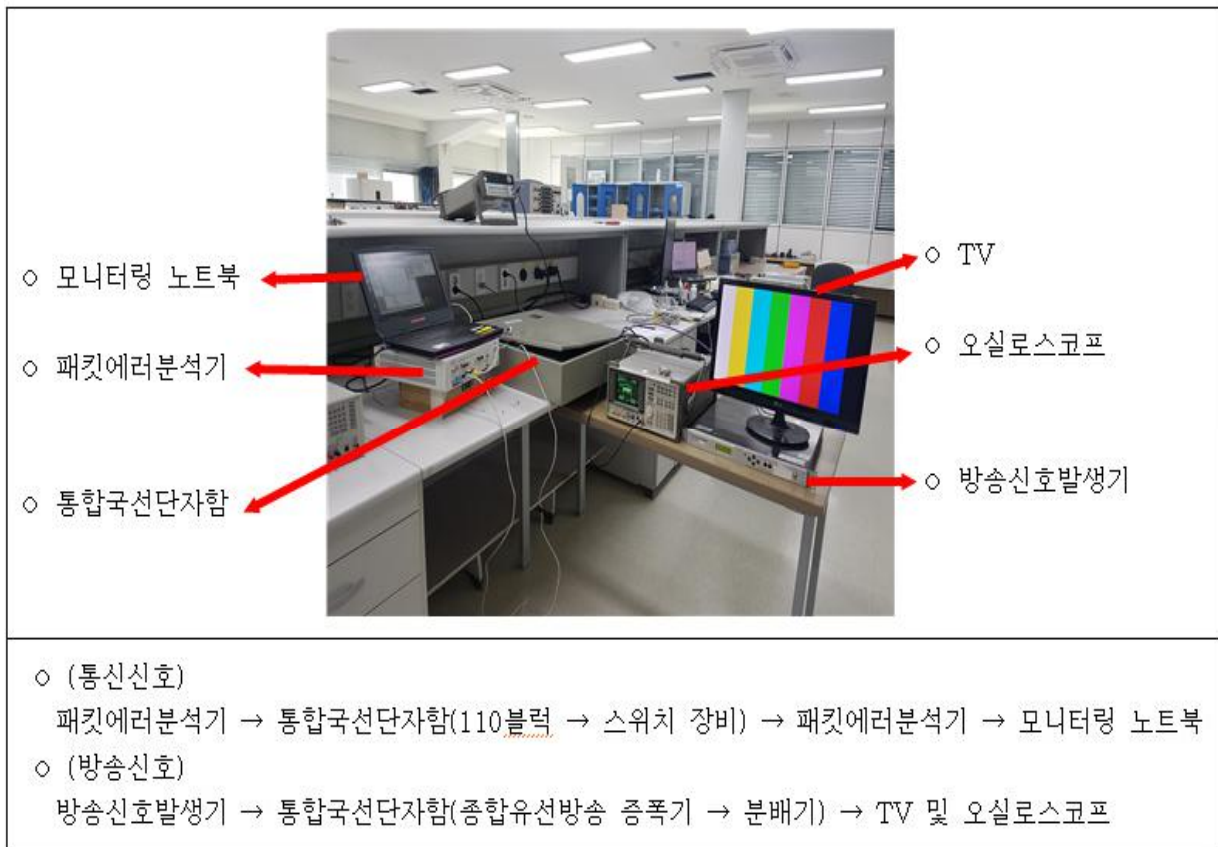 ○ 모니터링 노트북
○ 패킷에러분석기
○ 통합국선단자함
○ TV
○ 오실로스코프
○ 방송신호발생기
○ (통신신호)
패킷에러분석기 → 통합국선단자함(110블럭 → 스위치 장비) → 패킷에러분석기 → 모니터링 노트북
○ (방송신호)
방송신호발생기 → 통합국선단자함(종합유선방송 증폭기 → 분배기) → TV 및 오실로스코프